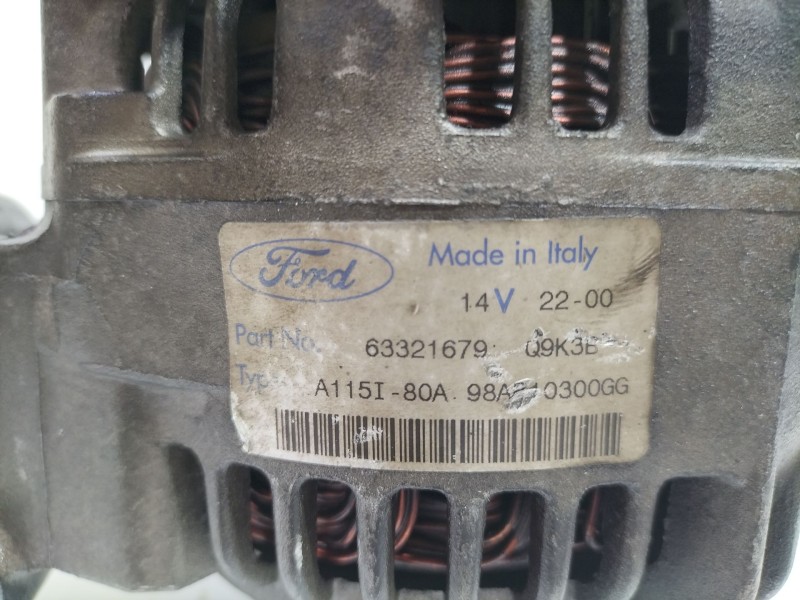 Ford
Made in Italy
14V 22-00
Part No. 63321679
Type A115I-80A